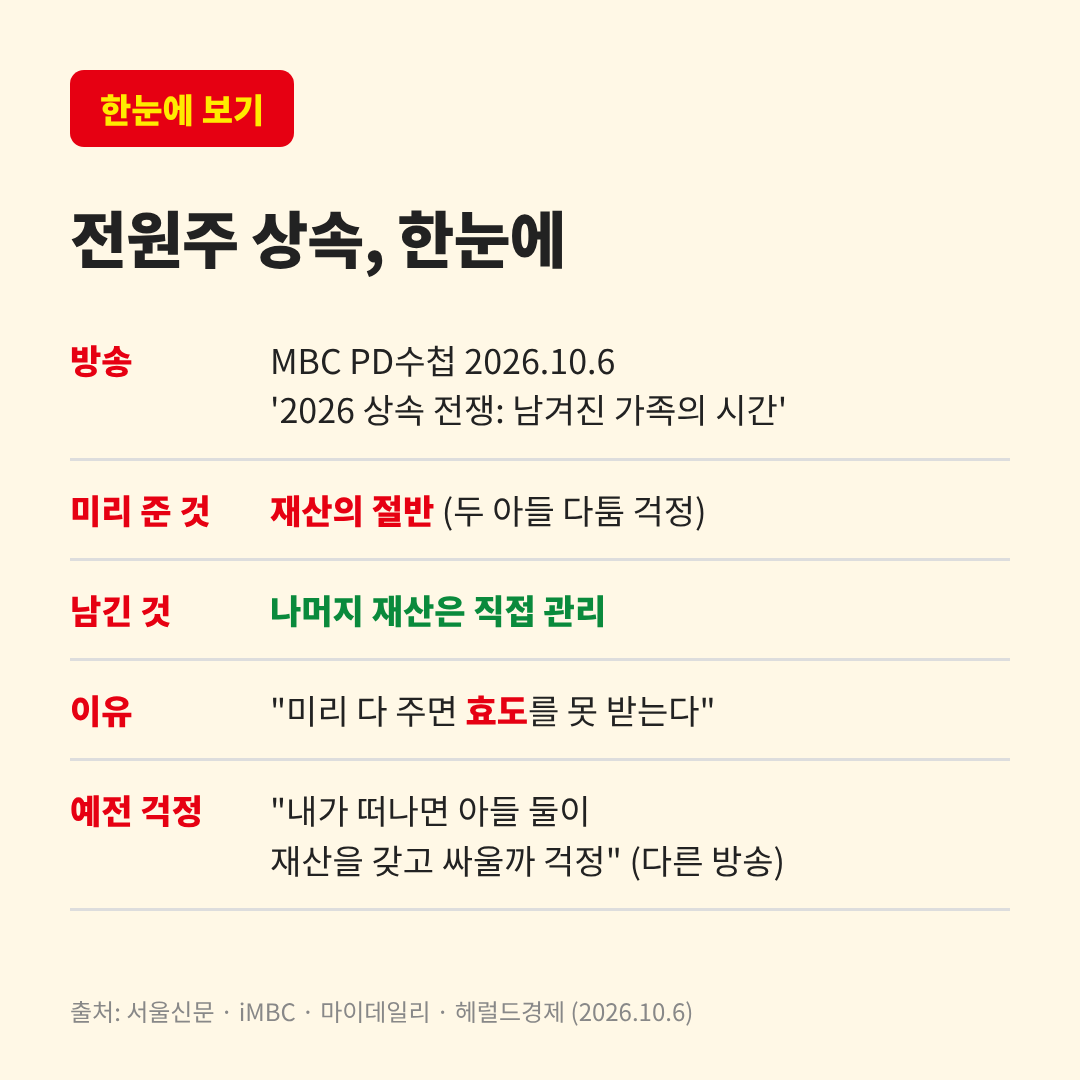 한눈에 보기
전원주 상속, 한눈에
방송 MBC PD수첩 2026.10.6
'2026 상속 전쟁: 남겨진 가족의 시간'
미리 준 것 재산의 절반 (두 아들 다툼 걱정)
남긴 것 나머지 재산은 직접 관리
이유 "미리 다 주면 효도를 못 받는다"
예전 걱정 "내가 떠나면 아들 둘이
재산을 갖고 싸울까 걱정" (다른 방송)
출처: 서울신문 · iMBC · 마이데일리 · 헤럴드경제 (2026.10.6)